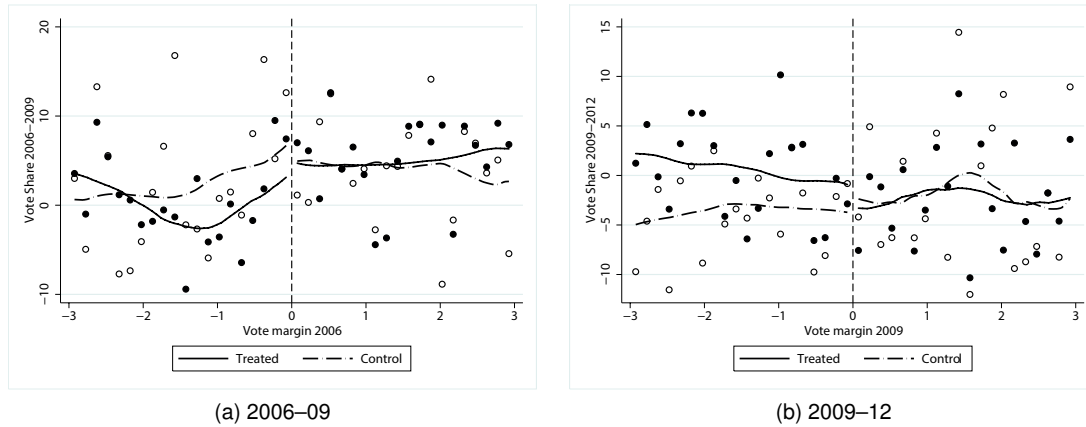 20
10
0
−10
Vote Share 2006–2009
−3
−2
−1
0
1
2
3
Vote margin 2006
Treated
Control
(a) 2006–09
15
10
5
0
−5
−10
Vote Share 2009–2012
−3
−2
−1
0
1
2
3
Vote margin 2009
Treated
Control
(b) 2009–12